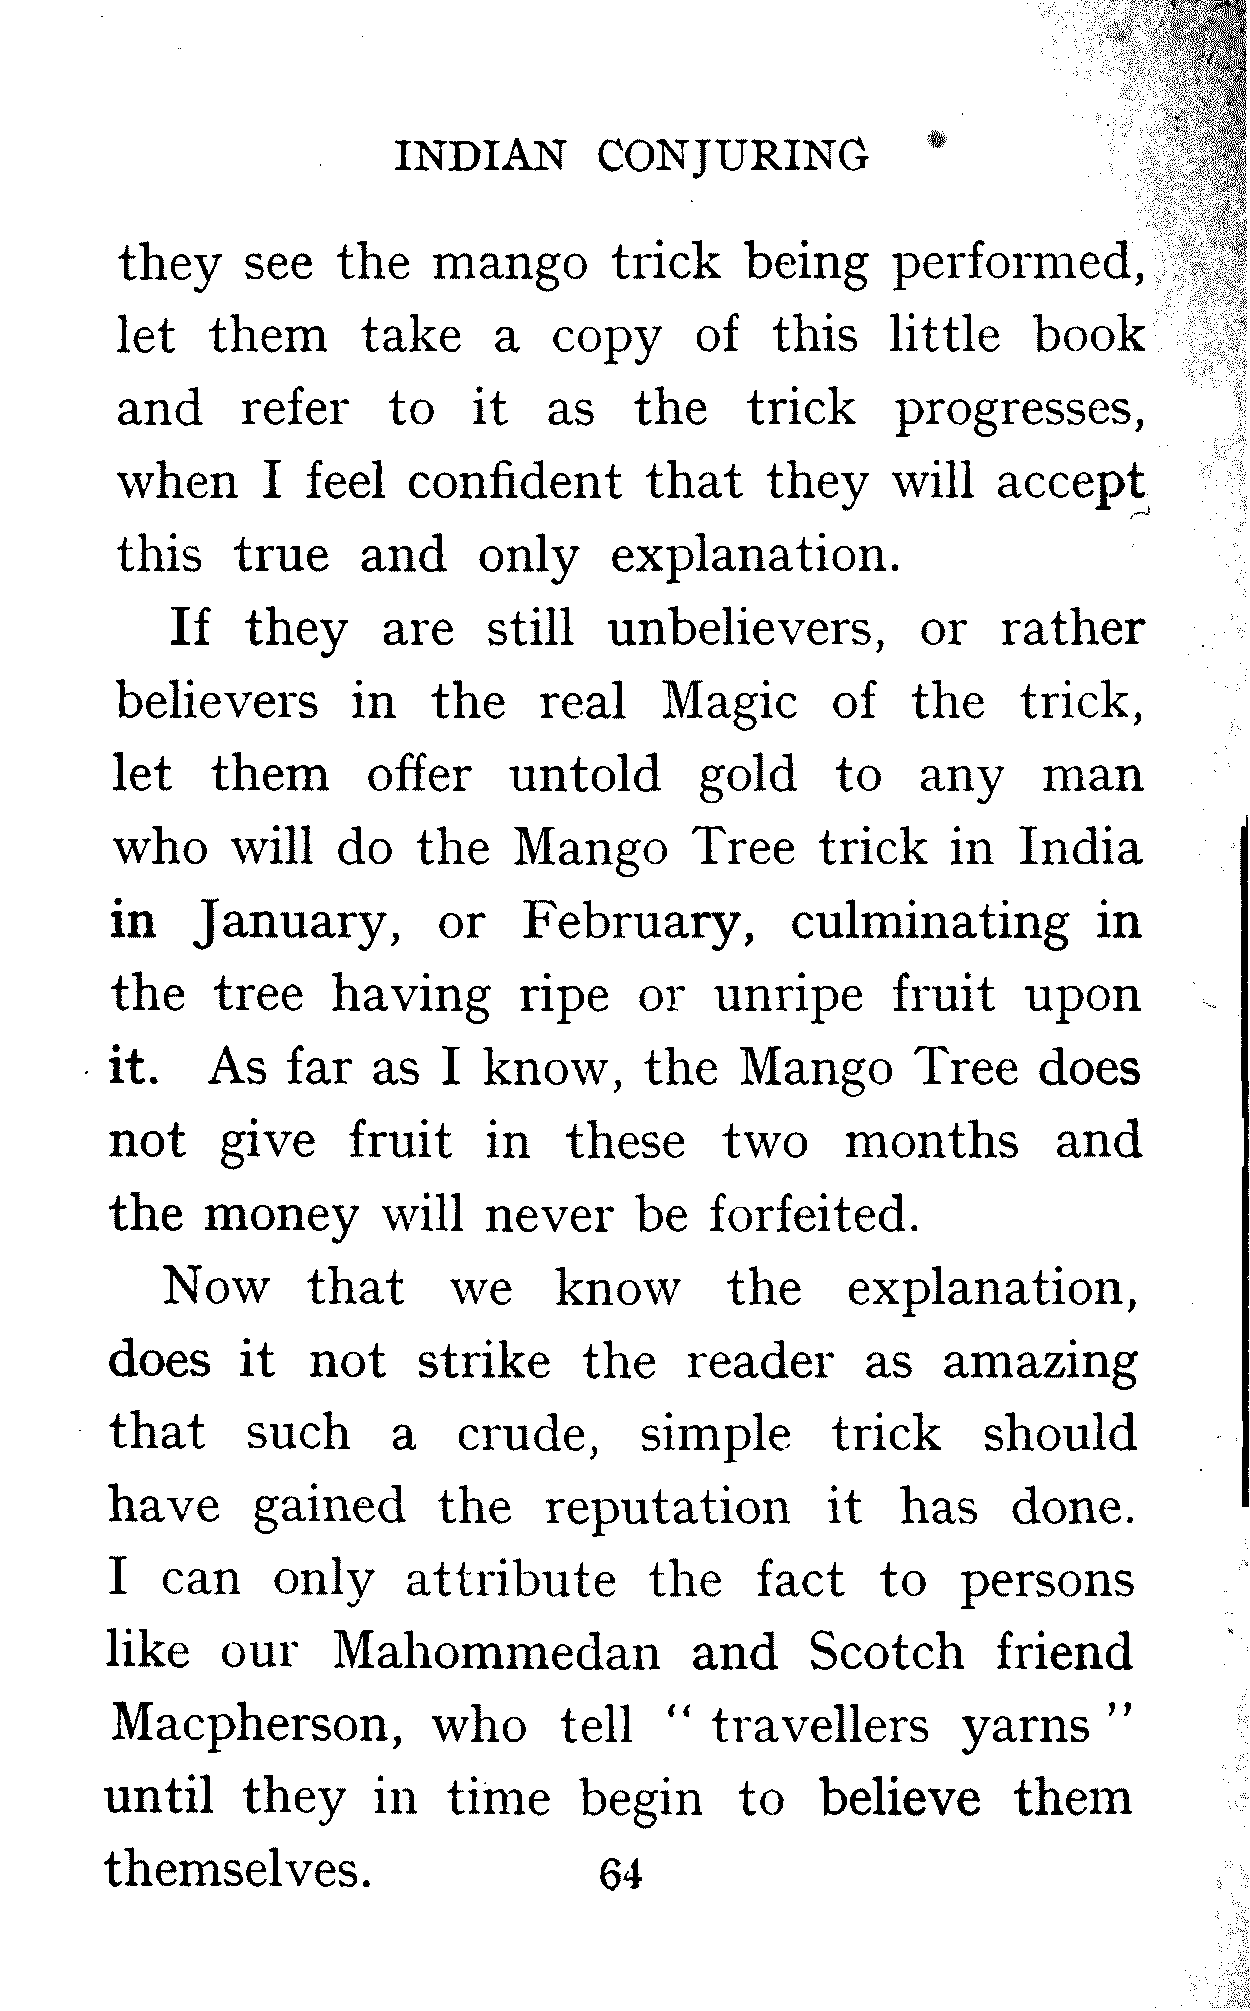 INDIAN CONJURING
they see the mango trick being performed,
let them take a copy of this little book
and refer to it as the trick progresses,
when I feel confident that they will accept
this true and only explanation.
If they are still unbelievers, or rather
believers in the real Magic of the trick,
let them offer untold gold to any man
who will do the Mango Tree trick in India
in January, or February, culminating in
the tree having ripe or unripe fruit upon
it. As far as I know, the Mango Tree does
not give fruit in these two months and
the money will never be forfeited.
Now that we know the explanation,
does it not strike the reader as amazing
that such a crude, simple trick should
have gained the reputation it has done.
I can only attribute the fact to persons
like our Mahommedan and Scotch friend
Macpherson, who tell “ travellers yarns ”
until they in time begin to believe them
themselves. 64